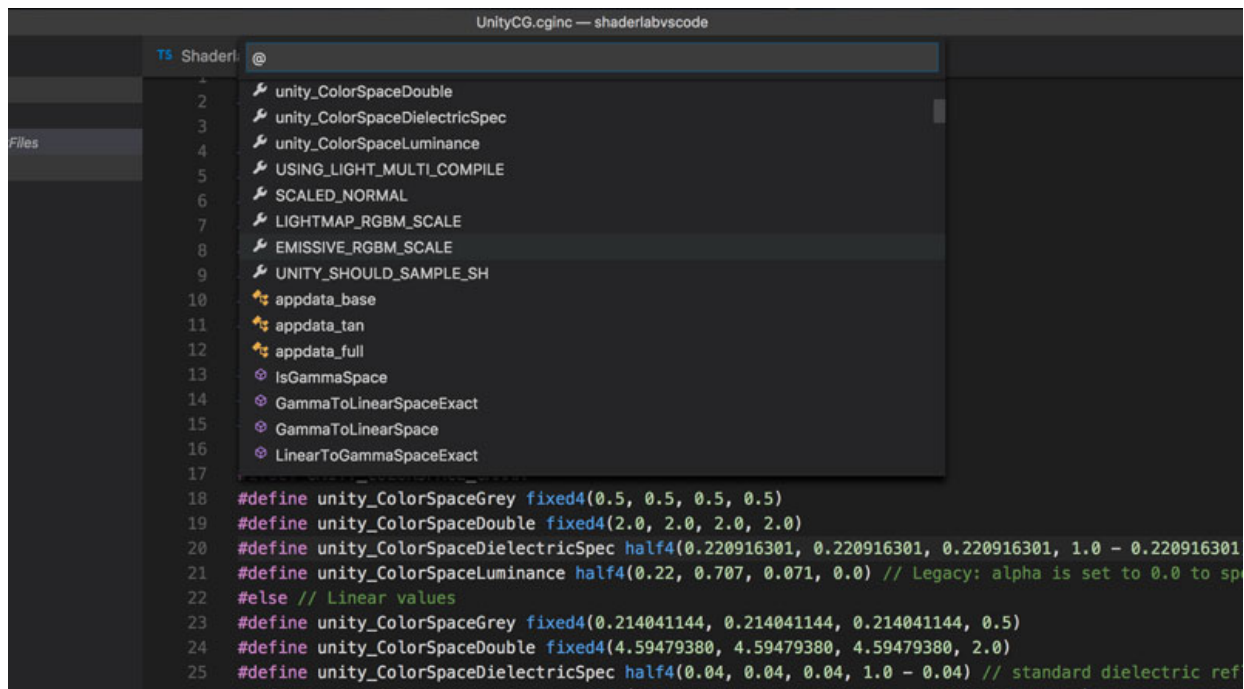 UnityCG.cginc — shaderlabvscode
TS Shaderl
@
Files
unity_ColorSpaceDouble
unity_ColorSpaceDielectricSpec
unity_ColorSpaceLuminance
USING_LIGHT_MULTI_COMPILE
SCALED_NORMAL
LIGHTMAP_RGBM_SCALE
EMISSIVE_RGBM_SCALE
UNITY_SHOULD_SAMPLE_SH
appdata_base
appdata_tan
appdata_full
IsGammaSpace
GammaToLinearSpaceExact
GammaToLinearSpace
LinearToGammaSpaceExact
1
2
3
4
5
6
7
8
9
10
11
12
13
14
15
16
17
18 #define unity_ColorSpaceGrey fixed4(0.5, 0.5, 0.5, 0.5)
19 #define unity_ColorSpaceDouble fixed4(2.0, 2.0, 2.0, 2.0)
20 #define unity_ColorSpaceDielectricSpec half4(0.220916301, 0.220916301, 0.220916301, 1.0 - 0.220916301
21 #define unity_ColorSpaceLuminance half4(0.22, 0.707, 0.071, 0.0) // Legacy: alpha is set to 0.0 to spe
22 #else // Linear values
23 #define unity_ColorSpaceGrey fixed4(0.214041144, 0.214041144, 0.214041144, 0.5)
24 #define unity_ColorSpaceDouble fixed4(4.59479380, 4.59479380, 4.59479380, 2.0)
25 #define unity_ColorSpaceDielectricSpec half4(0.04, 0.04, 0.04, 1.0 - 0.04) // standard dielectric ref